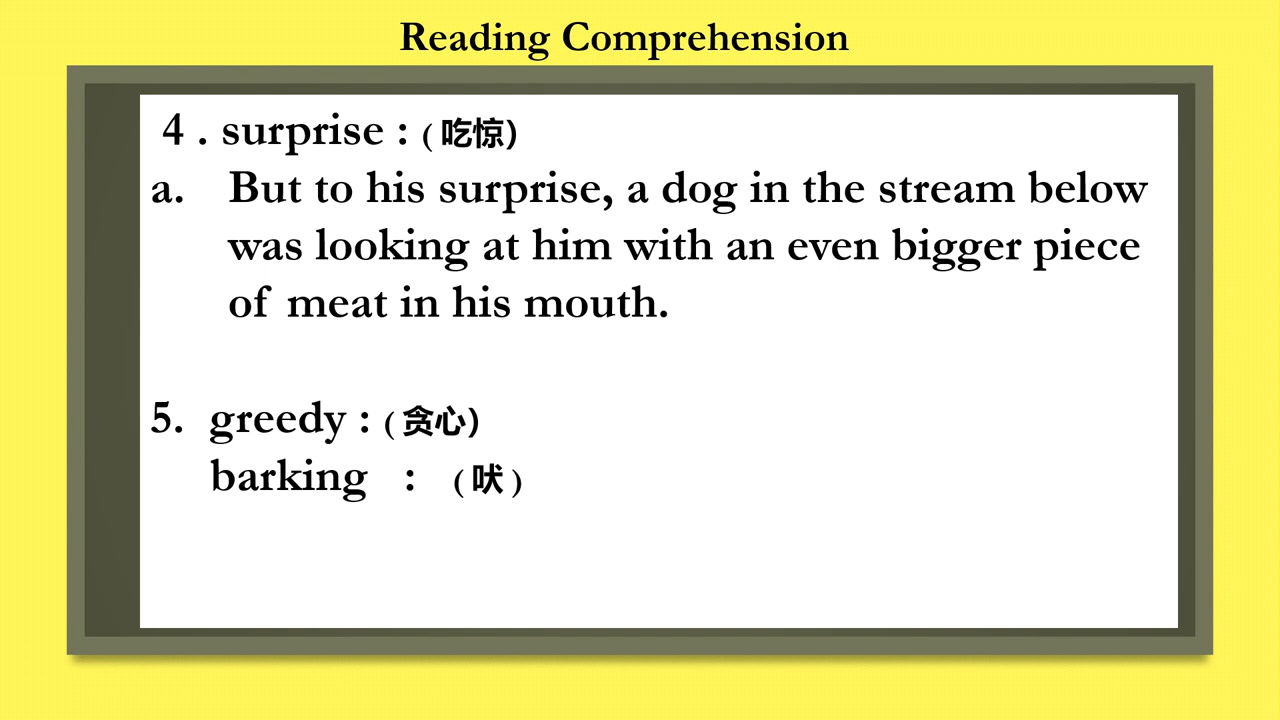 Reading Comprehension
4 . surprise : ( 吃惊）
a. But to his surprise, a dog in the stream below
was looking at him with an even bigger piece
of meat in his mouth.
5. greedy : ( 贪心）
barking : ( 吠 )